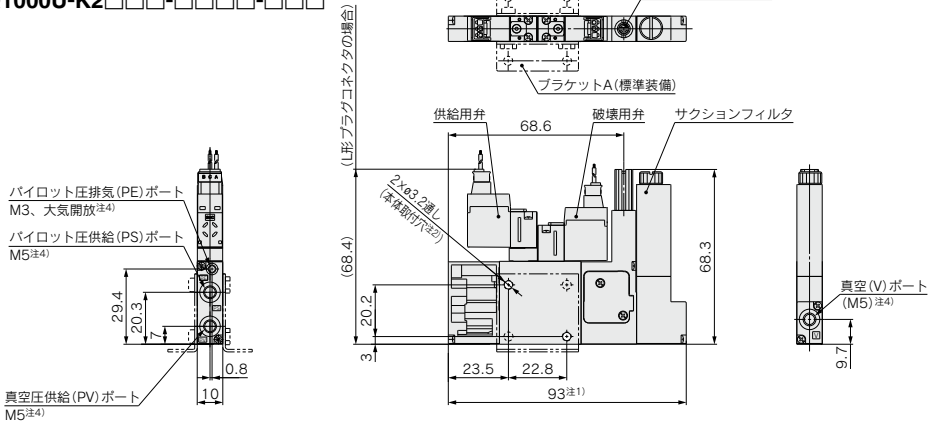 1000U-K2□□□-□□□□-□□□
ブラケットA(標準装備)
(L形プラグコネクタの場合)
供給用弁
破壊用弁
サクションフィルタ
68.6
2×ø3.2通し
(本体取付穴注2))
パイロット圧排気(PE)ポート
M3、大気開放注4)
パイロット圧供給(PS)ポート
M5注4)
(68.4)
68.3
29.4
20.3
7
20.2
3
真空(V)ポート
(M5)注4)
9.7
0.8
10
23.5
22.8
93注1)
真空圧供給(PV)ポート
M5注4)